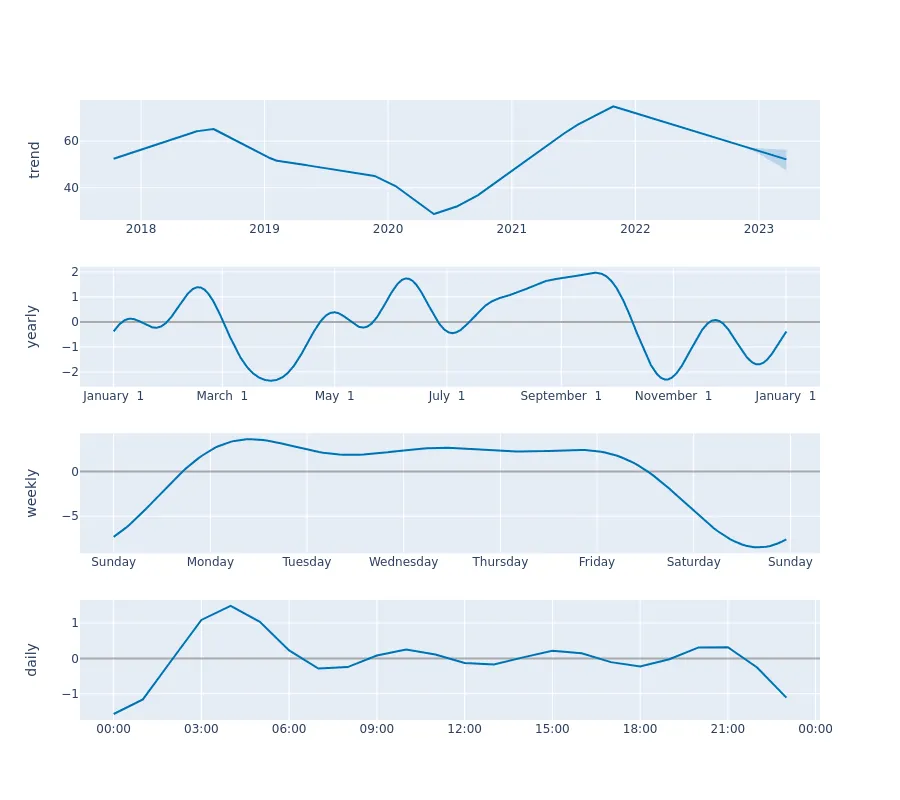 trend
60
40
2018 2019 2020 2021 2022 2023
yearly
2
1
0
−1
−2
January 1 March 1 May 1 July 1 September 1 November 1 January 1
weekly
0
−5
Sunday Monday Tuesday Wednesday Thursday Friday Saturday Sunday
daily
1
0
−1
00:00 03:00 06:00 09:00 12:00 15:00 18:00 21:00 00:00